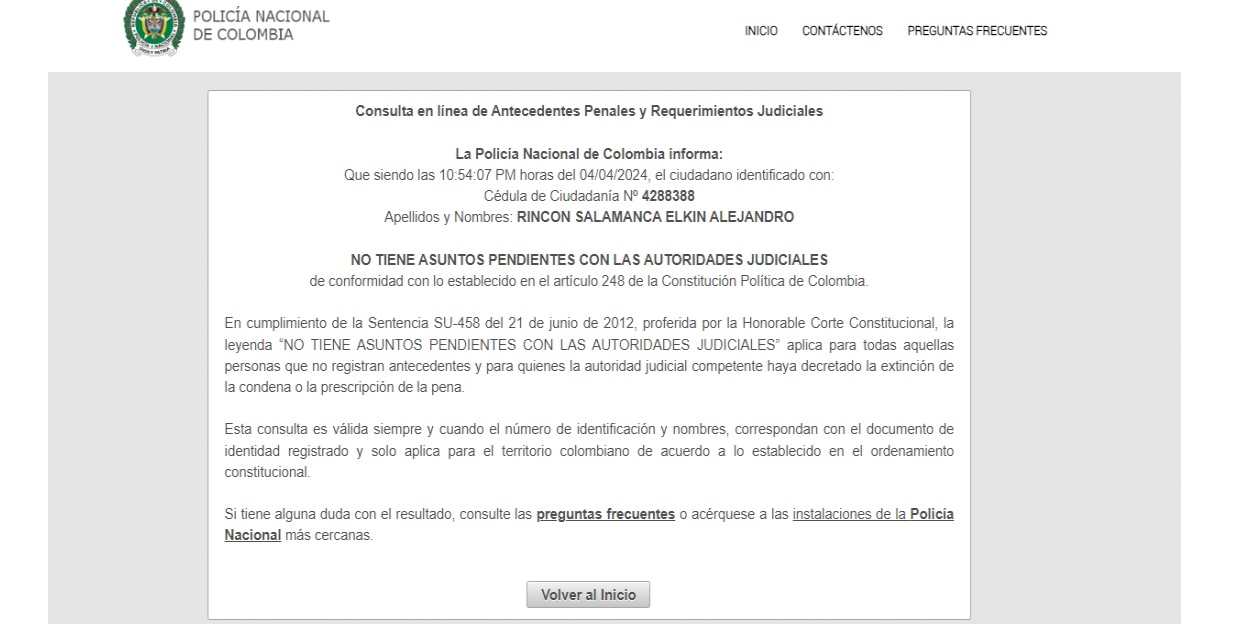 POLICÍA NACIONAL
DE COLOMBIA
INICIO CONTÁCTENOS PREGUNTAS FRECUENTES
Consulta en línea de Antecedentes Penales y Requerimientos Judiciales
La Policía Nacional de Colombia informa:
Que siendo las 10:54:07 PM horas del 04/04/2024, el ciudadano identificado con:
Cédula de Ciudadanía Nº 4288388
Apellidos y Nombres: RINCON SALAMANCA ELKIN ALEJANDRO
NO TIENE ASUNTOS PENDIENTES CON LAS AUTORIDADES JUDICIALES
de conformidad con lo establecido en el artículo 248 de la Constitución Política de Colombia.
En cumplimiento de la Sentencia SU-458 del 21 de junio de 2012, proferida por la Honorable Corte Constitucional, la
leyenda “NO TIENE ASUNTOS PENDIENTES CON LAS AUTORIDADES JUDICIALES” aplica para todas aquellas
personas que no registran antecedentes y para quienes la autoridad judicial competente haya decretado la extinción de
la condena o la prescripción de la pena.
Esta consulta es válida siempre y cuando el número de identificación y nombres, correspondan con el documento de
identidad registrado y solo aplica para el territorio colombiano de acuerdo a lo establecido en el ordenamiento
constitucional.
Si tiene alguna duda con el resultado, consulte las preguntas frecuentes o acérquese a las instalaciones de la Policía
Nacional más cercanas.
Volver al Inicio